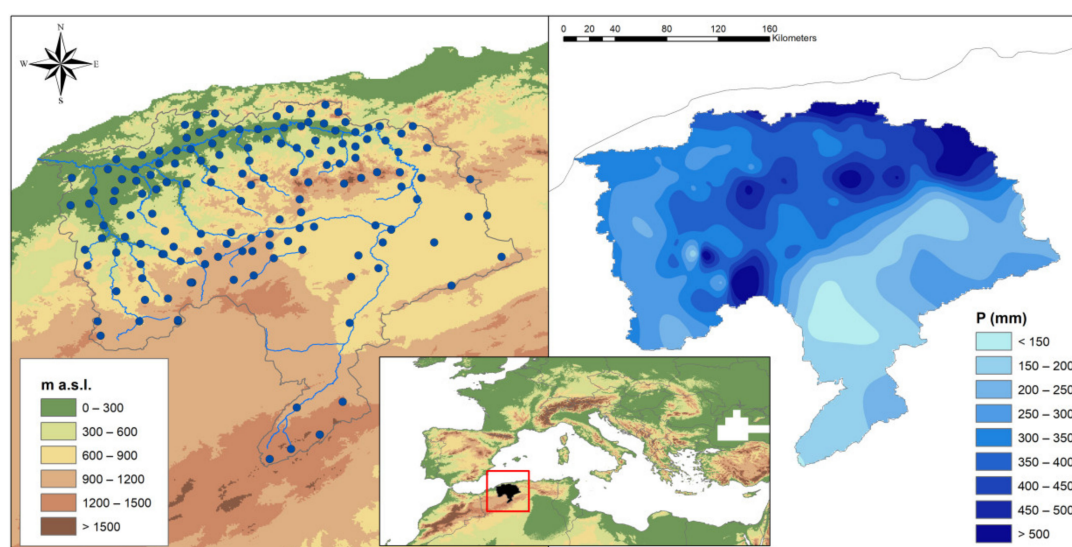 N
W E
S
m a.s.l.
0 – 300
300 – 600
600 – 900
900 – 1200
1200 – 1500
> 1500
0 20 40 80 120 160
Kilometers
P (mm)
< 150
150 – 200
200 – 250
250 – 300
300 – 350
350 – 400
400 – 450
450 – 500
> 500